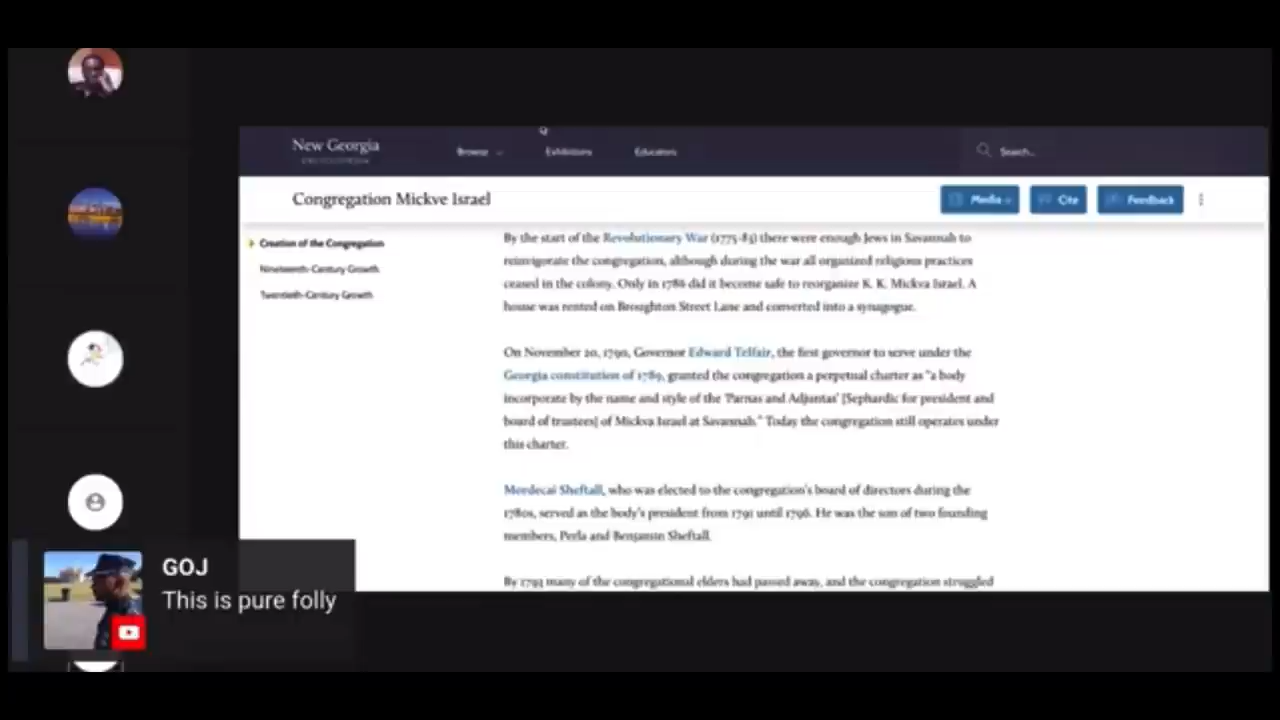 New Georgia
ENCYCLOPEDIA
Browse
Exhibitions
Educators
Search...
Congregation Mickve Israel
Media
Cite
Feedback
Creation of the Congregation
Nineteenth-Century Growth
Twentieth-Century Growth
By the start of the Revolutionary War (1775-83) there were enough Jews in Savannah to
reinvigorate the congregation, although during the war all organized religious practices
ceased in the colony. Only in 1786 did it become safe to reorganize K. K. Mickva Israel. A
house was rented on Broughton Street Lane and converted into a synagogue.
On November 20, 1790, Governor Edward Telfair, the first governor to serve under the
Georgia constitution of 1789, granted the congregation a perpetual charter as "a body
incorporate by the name and style of the 'Parnas and Adjuntas' [Sephardic for president and
board of trustees] of Mickva Israel at Savannah." Today the congregation still operates under
this charter.
Mordecai Sheftall, who was elected to the congregation's board of directors during the
1780s, served as the body's president from 1791 until 1796. He was the son of two founding
members, Perla and Benjamin Sheftall.
By 1793 many of the congregational elders had passed away, and the congregation struggled
GOJ
This is pure folly